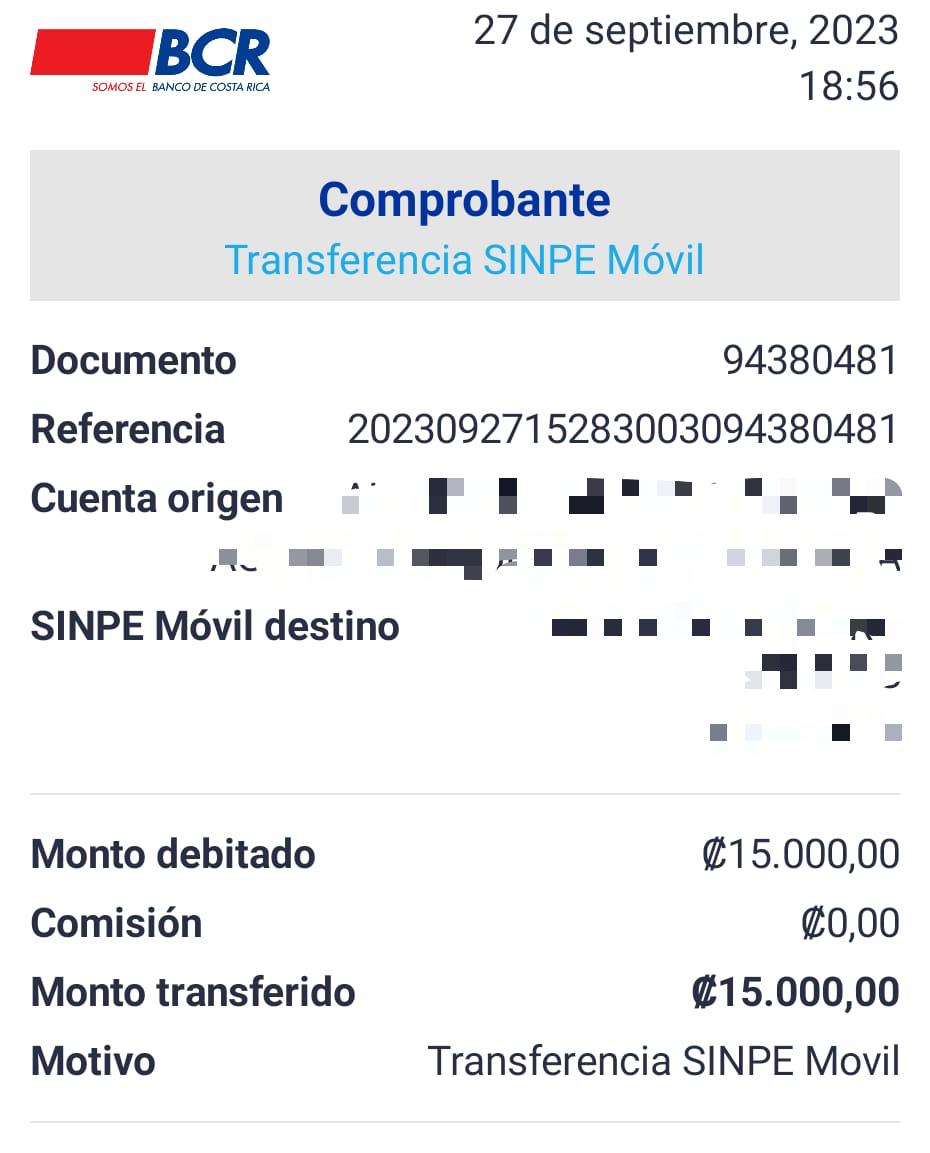 BCR
SOMOS EL BANCO DE COSTA RICA
27 de septiembre, 2023
18:56
Comprobante
Transferencia SINPE Móvil
Documento 94380481
Referencia 2023092715283003094380481
Cuenta origen
SINPE Móvil destino
Monto debitado ₡15.000,00
Comisión ₡0,00
Monto transferido ₡15.000,00
Motivo Transferencia SINPE Movil